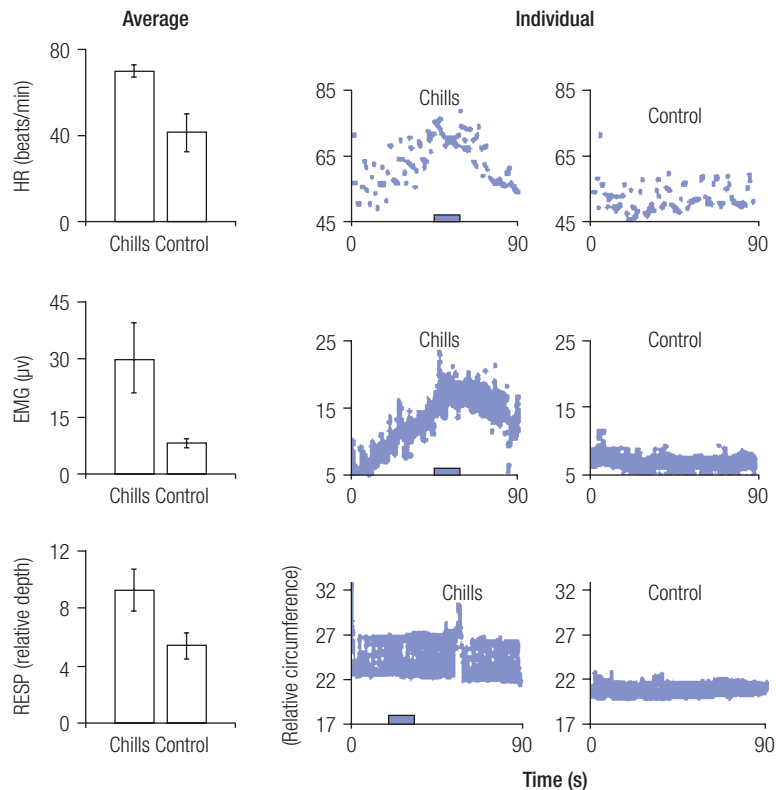 Average
Individual
HR (beats/min)
80
40
0
Chills Control
85
65
45
Chills
0
90
85
65
45
Control
0
90
EMG (μv)
45
30
15
0
Chills Control
25
15
5
Chills
0
90
25
15
5
Control
0
90
RESP (relative depth)
12
8
4
0
Chills Control
(Relative circumference)
32
27
22
17
Chills
0
90
32
27
22
17
Control
0
90
Time (s)